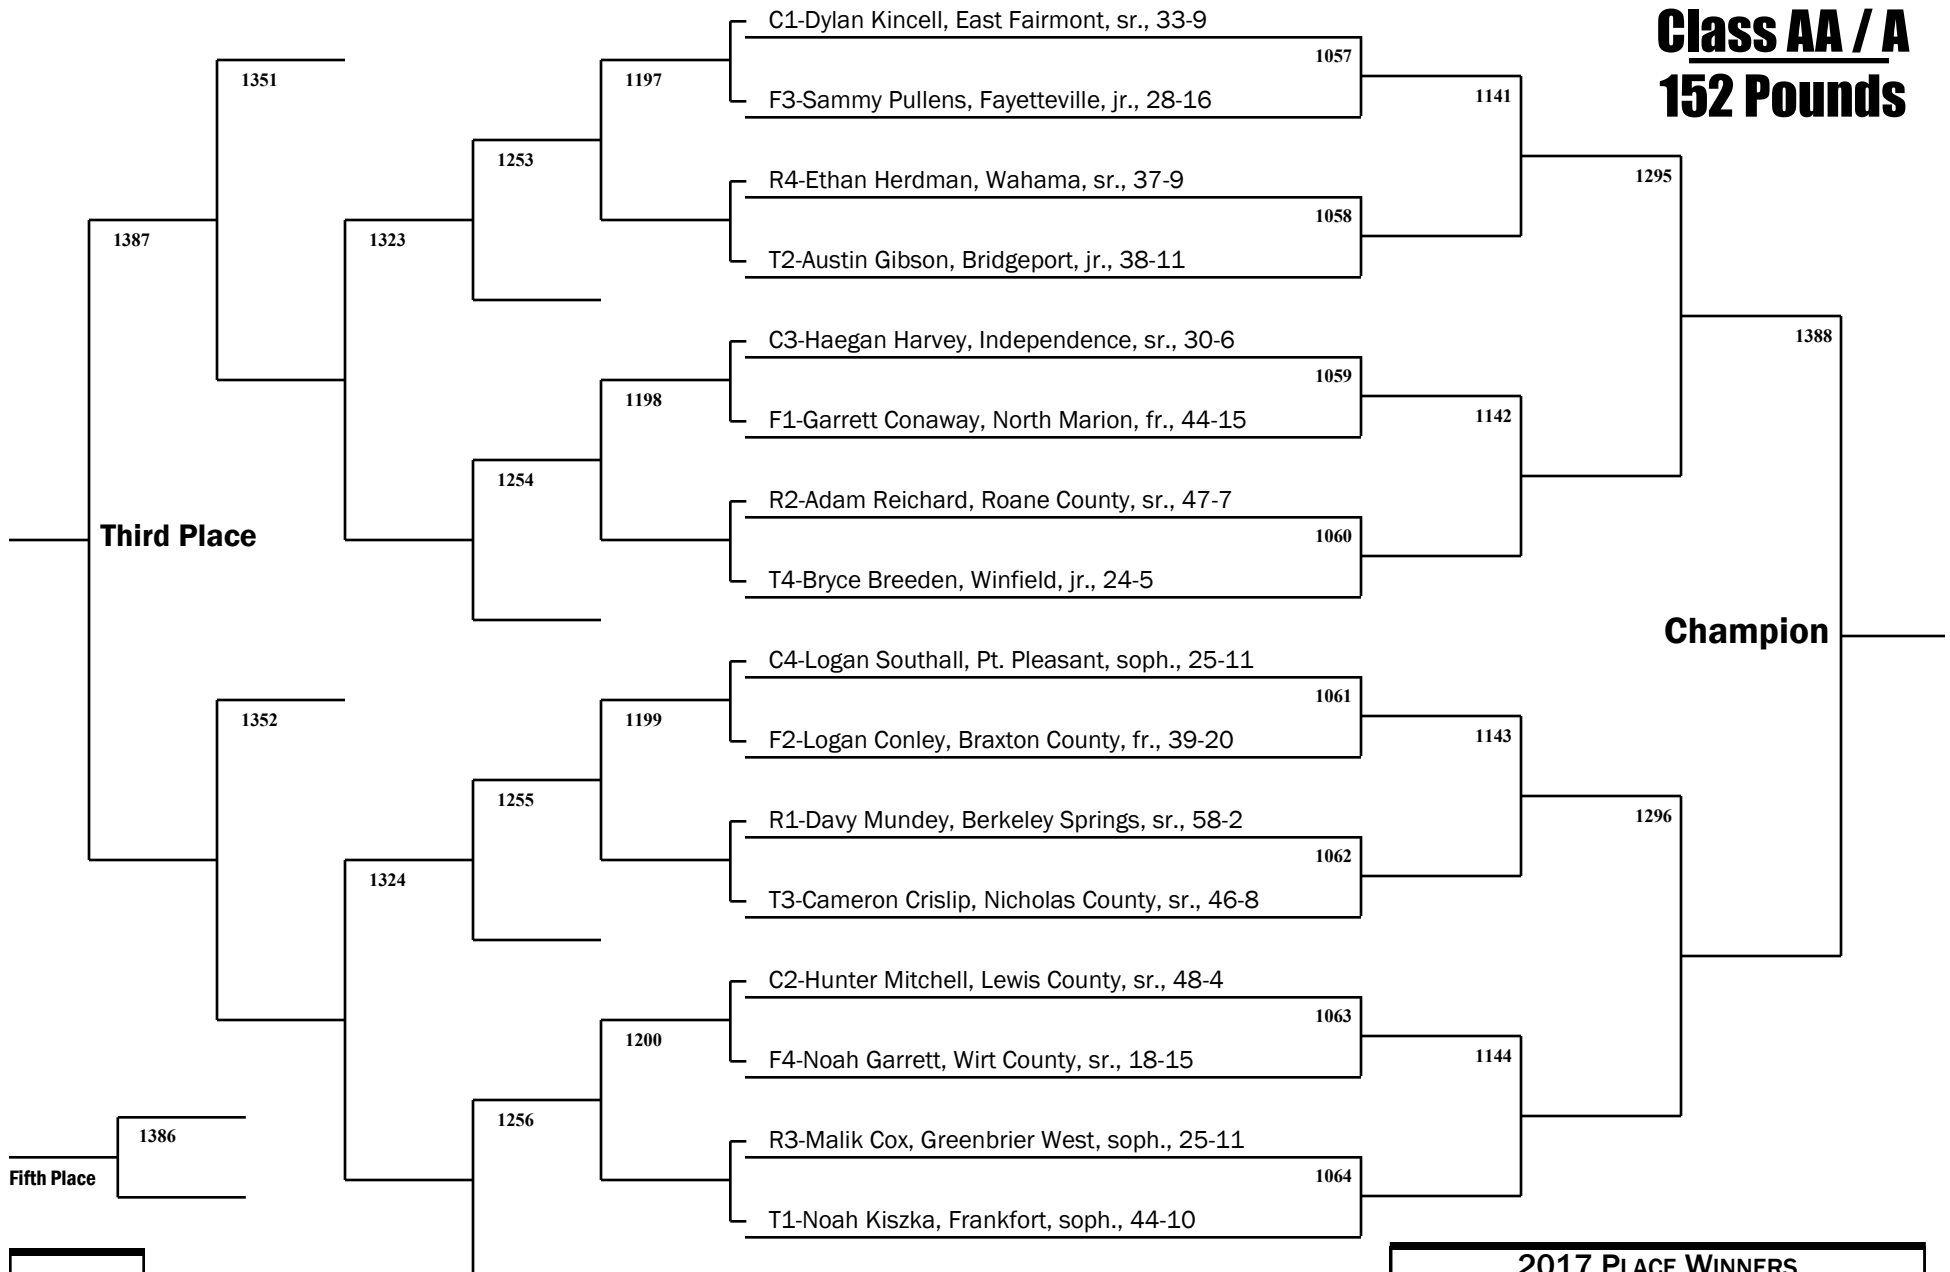 Class AA / A
152 Pounds
C1-Dylan Kincell, East Fairmont, sr., 33-9
1057
F3-Sammy Pullens, Fayetteville, jr., 28-16
1351
1197
1141
1253
R4-Ethan Herdman, Wahama, sr., 37-9
1295
1058
1387
1323
T2-Austin Gibson, Bridgeport, jr., 38-11
C3-Haegan Harvey, Independence, sr., 30-6
1388
1059
1198
F1-Garrett Conaway, North Marion, fr., 44-15
1142
1254
R2-Adam Reichard, Roane County, sr., 47-7
Third Place
1060
T4-Bryce Breeden, Winfield, jr., 24-5
Champion
C4-Logan Southall, Pt. Pleasant, soph., 25-11
1061
1352
1199
F2-Logan Conley, Braxton County, fr., 39-20
1143
1255
R1-Davy Mundey, Berkeley Springs, sr., 58-2
1296
1062
1324
T3-Cameron Crislip, Nicholas County, sr., 46-8
C2-Hunter Mitchell, Lewis County, sr., 48-4
1063
1200
F4-Noah Garrett, Wirt County, sr., 18-15
1144
1256
1386
R3-Malik Cox, Greenbrier West, soph., 25-11
Fifth Place
1064
T1-Noah Kiszka, Frankfort, soph., 44-10
2017 PLACE WINNERS